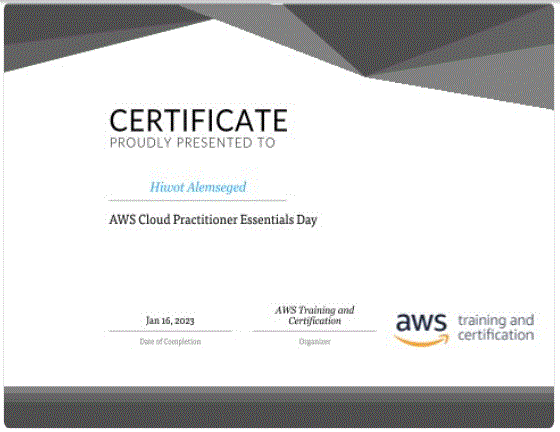 CERTIFICATE
PROUDLY PRESENTED TO
Hiwot Alemseged
AWS Cloud Practitioner Essentials Day
Jan 16, 2023
Date of Completion
AWS Training and
Certification
Organizer
aws training and
certification